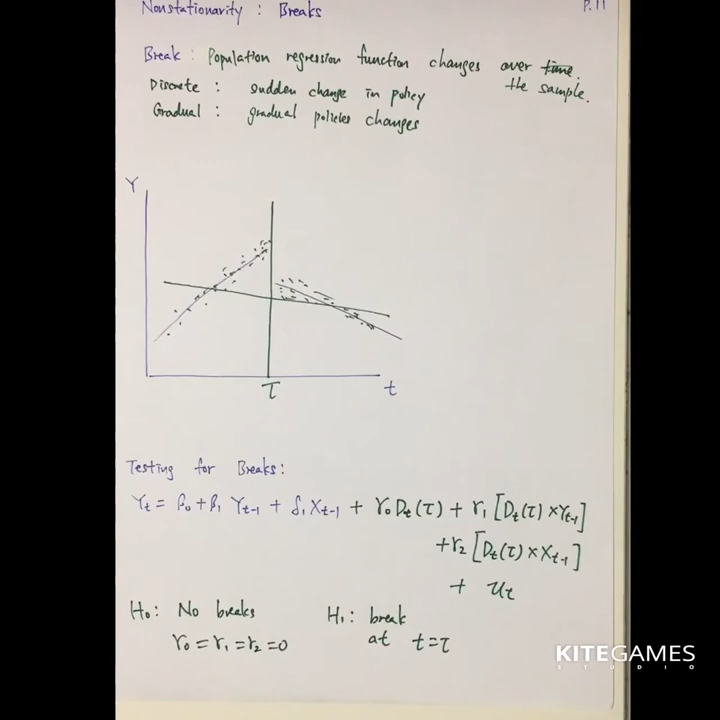 Nonstationarity : Breaks
P. 11
Break : Population regression function changes over time.
the sample.
Discrete : sudden change in policy
Gradual : gradual policies changes
Y
τ
t
Testing for Breaks:
Yt = β0 + β1 Yt-1 + δ1 Xt-1 + γ0 Dt(τ) + γ1 [Dt(τ) × Yt-1]
+ γ2 [Dt(τ) × Xt-1]
+ ut
H0: No breaks
γ0 = γ1 = γ2 = 0
H1: break
at t = τ
KITEGAMES
STUDIO